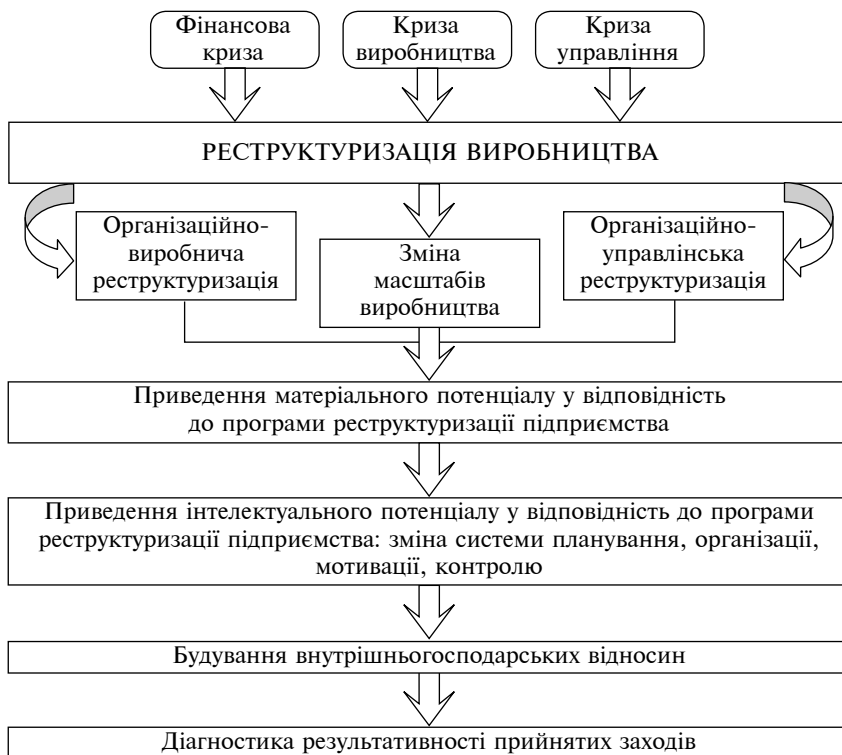 Фінансова
криза
Криза
виробництва
Криза
управління
РЕСТРУКТУРИЗАЦІЯ ВИРОБНИЦТВА
Організаційно-
виробнича
реструктуризація
Зміна
масштабів
виробництва
Організаційно-
управлінська
реструктуризація
Приведення матеріального потенціалу у відповідність
до програми реструктуризації підприємства
Приведення інтелектуального потенціалу у відповідність до програми
реструктуризації підприємства: зміна системи планування, організації,
мотивації, контролю
Будування внутрішньогосподарських відносин
Діагностика результативності прийнятих заходів